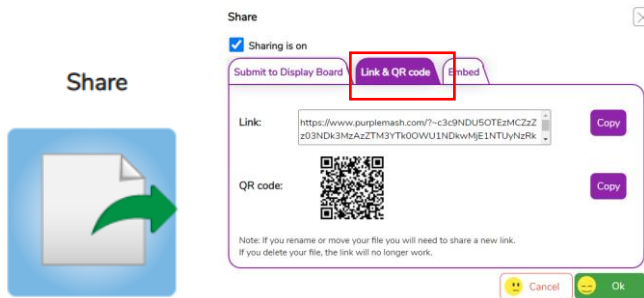 Share
Share
Sharing is on
Submit to Display Board
Link & QR code
Embed
Link:
https://www.purplemash.com/?~c3c9NDU5OTEzMCZzZ
z03NDk3MzAzZTM3YTk0OWU1NDkwMjE1NTUyNzRk
Copy
QR code:
Copy
Note: If you rename or move your file you will need to share a new link.
If you delete your file, the link will no longer work.
Cancel
Ok